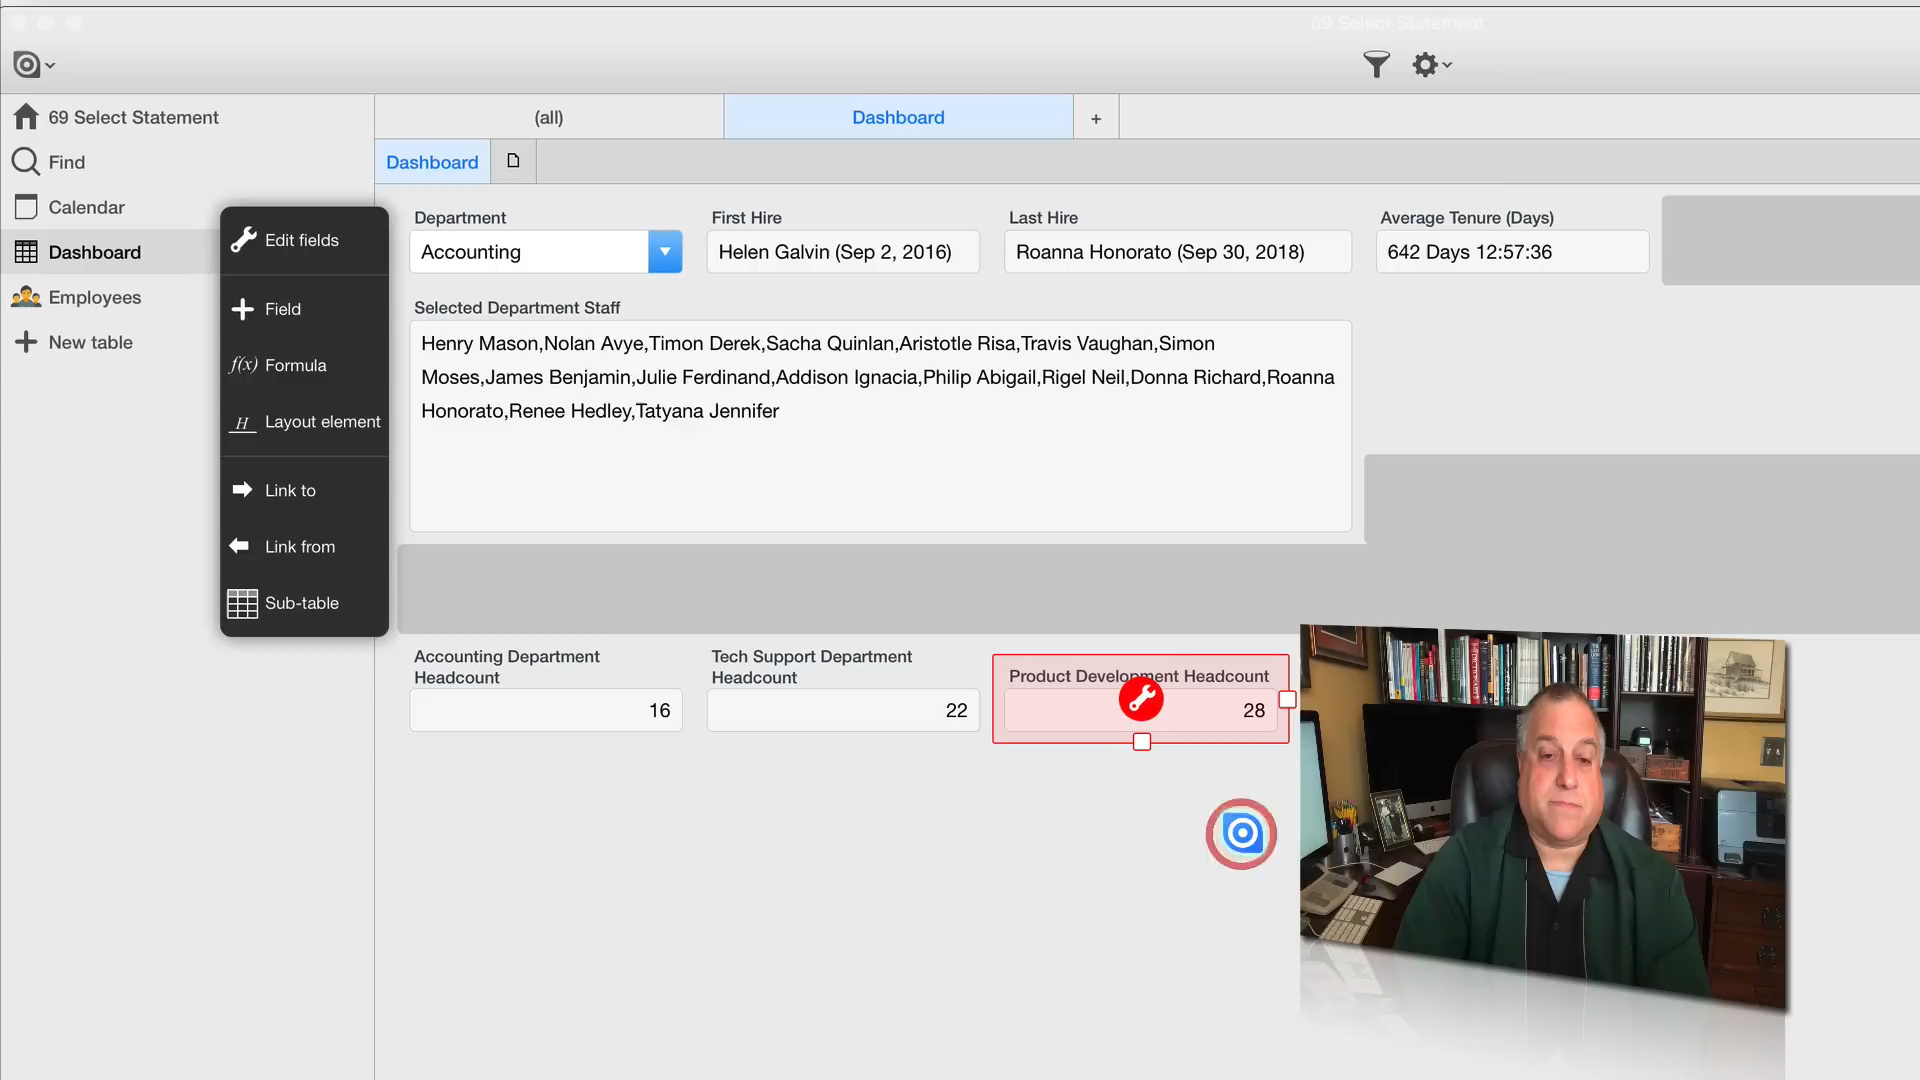 69 Select Statement
69 Select Statement
(all)
Dashboard
+
Find
Dashboard
Calendar
Dashboard
Employees
New table
Edit fields
Field
f(x) Formula
H Layout element
Link to
Link from
Sub-table
Department
First Hire
Last Hire
Average Tenure (Days)
Accounting
Helen Galvin (Sep 2, 2016)
Roanna Honorato (Sep 30, 2018)
642 Days 12:57:36
Selected Department Staff
Henry Mason,Nolan Avye,Timon Derek,Sacha Quinlan,Aristotle Risa,Travis Vaughan,Simon
Moses,James Benjamin,Julie Ferdinand,Addison Ignacia,Philip Abigail,Rigel Neil,Donna Richard,Roanna
Honorato,Renee Hedley,Tatyana Jennifer
Accounting Department
Headcount
16
Tech Support Department
Headcount
22
Product Development Headcount
28